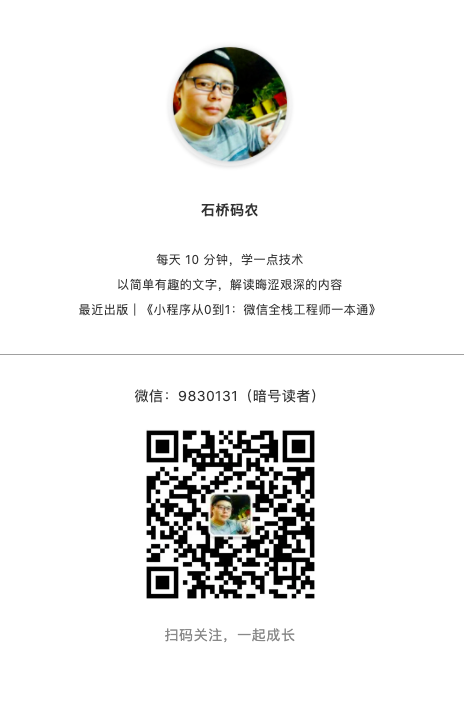 石桥码农
每天 10 分钟，学一点技术
以简单有趣的文字，解读晦涩艰深的内容
最近出版｜《小程序从0到1：微信全栈工程师一本通》
微信：9830131（暗号读者）
扫码关注，一起成长